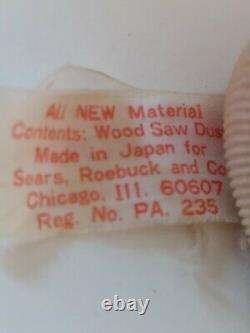 All NEW Material
Contents: Wood Saw Dust
Made in Japan for
Sears, Roebuck and Co
Chicago, Ill. 60607
Reg. No. PA. 235
ebay